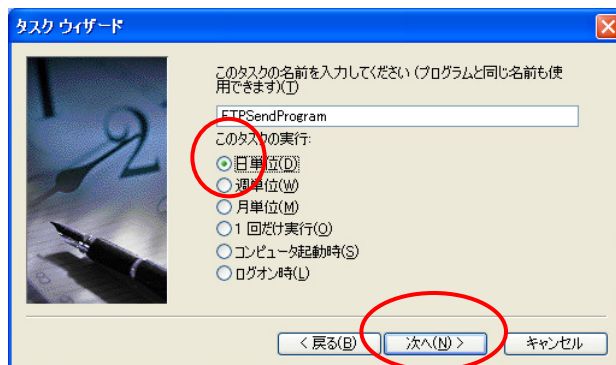 タスク ウィザード
このタスクの名前を入力してください (プログラムと同じ名前も使
用できます)(T)
FTPSendProgram
このタスクの実行:
日単位(D)
週単位(W)
月単位(M)
1 回だけ実行(O)
コンピュータ起動時(S)
ログオン時(L)
< 戻る(B) 次へ(N) > キャンセル